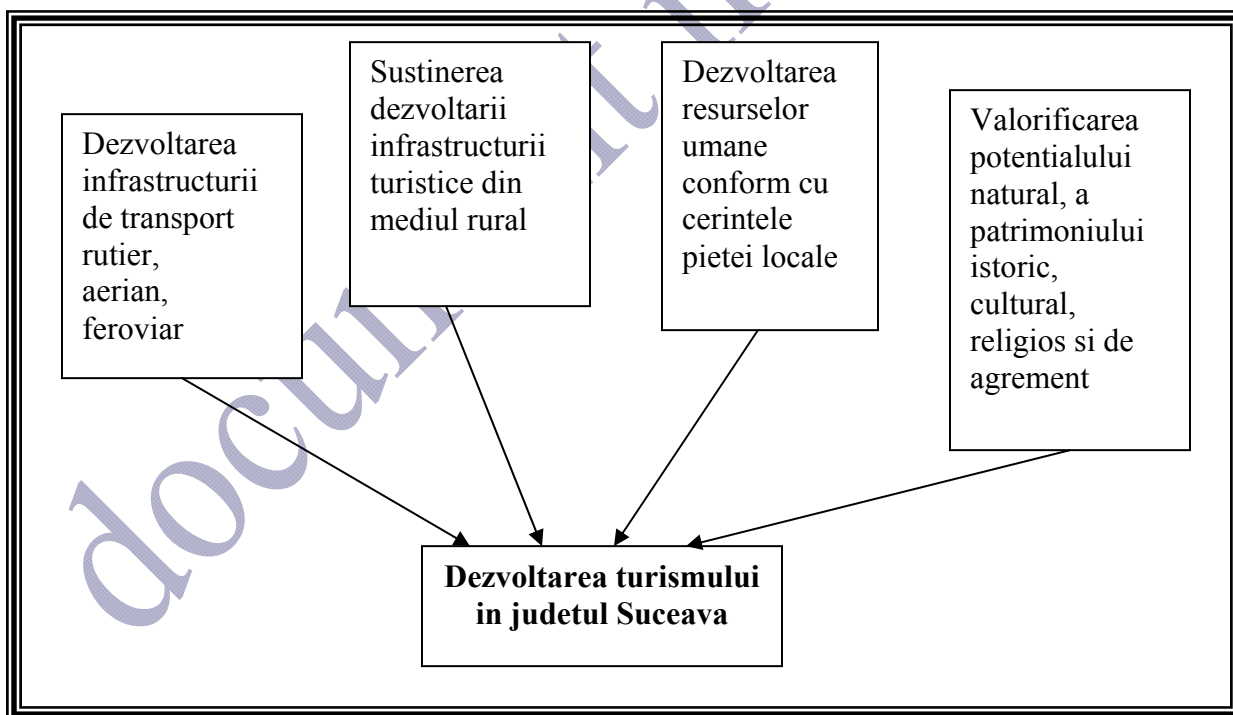 Dezvoltarea
infrastructurii
de transport
rutier,
aerian,
feroviar
Sustinerea
dezvoltarii
infrastructurii
turistice din
mediul rural
Dezvoltarea
resurselor
umane
conform cu
cerintele
pietei locale
Valorificarea
potentialului
natural, a
patrimoniului
istoric,
cultural,
religios si de
agrement
Dezvoltarea turismului
in judetul Suceava